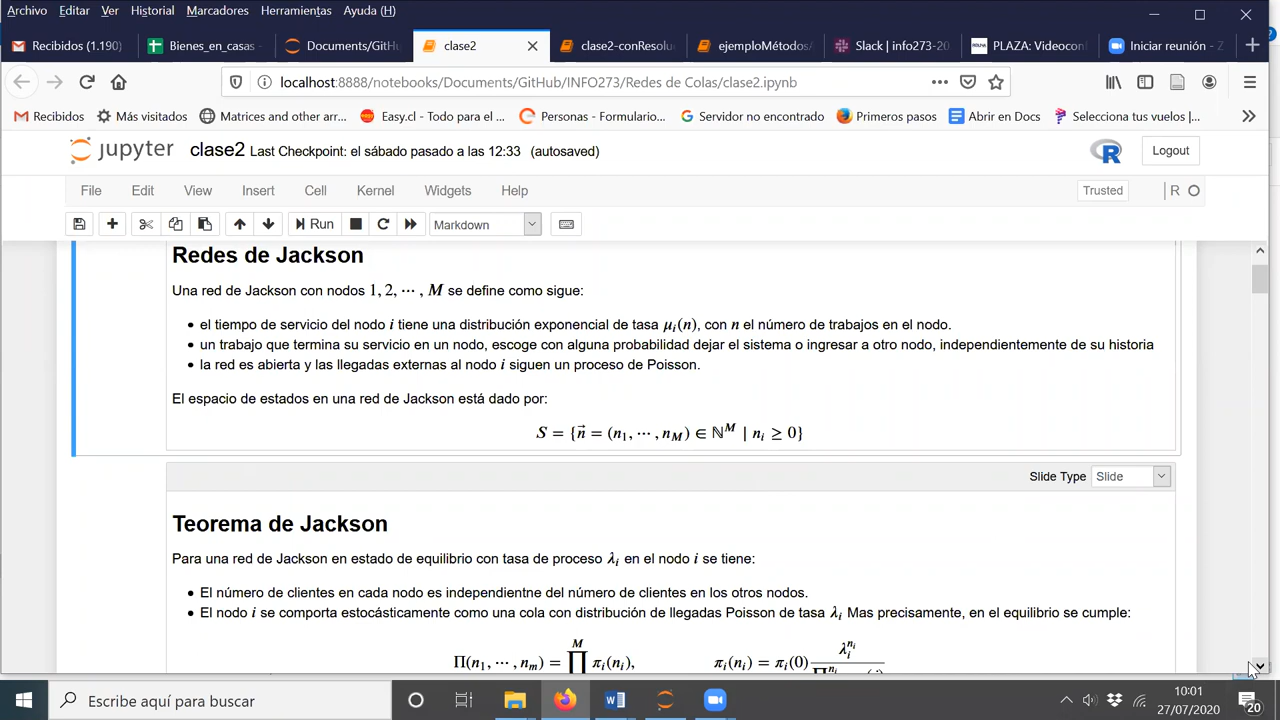 Archivo Editar Ver Historial Marcadores Herramientas Ayuda (H)
Recibidos (1.190) Bienes_en_casas - Documents/GitHu clase2 clase2-conResoluc ejemploMétodos/ Slack | info273-20 PLAZA: Videoconf Iniciar reunión - Z
localhost:8888/notebooks/Documents/GitHub/INFO273/Redes de Colas/clase2.ipynb
Recibidos Más visitados Matrices and other arr... Easy.cl - Todo para el ... Personas - Formulario... Servidor no encontrado Primeros pasos Abrir en Docs Selecciona tus vuelos |...
jupyter clase2 Last Checkpoint: el sábado pasado a las 12:33 (autosaved) R Logout
File Edit View Insert Cell Kernel Widgets Help Trusted R
Run Markdown
Redes de Jackson
Una red de Jackson con nodos 1, 2, ⋯ , M se define como sigue:
• el tiempo de servicio del nodo i tiene una distribución exponencial de tasa μᵢ(n), con n el número de trabajos en el nodo.
• un trabajo que termina su servicio en un nodo, escoge con alguna probabilidad dejar el sistema o ingresar a otro nodo, independientemente de su historia
• la red es abierta y las llegadas externas al nodo i siguen un proceso de Poisson.
El espacio de estados en una red de Jackson está dado por:
S = {n⃗ = (n₁, ⋯ , n_M) ∈ ℕ^M | nᵢ ≥ 0}
Slide Type Slide
Teorema de Jackson
Para una red de Jackson en estado de equilibrio con tasa de proceso λᵢ en el nodo i se tiene:
• El número de clientes en cada nodo es independientne del número de clientes en los otros nodos.
• El nodo i se comporta estocásticamente como una cola con distribución de llegadas Poisson de tasa λᵢ Mas precisamente, en el equilibrio se cumple:
Π(n₁, ⋯ , n_m) = ∏^M πᵢ(nᵢ), πᵢ(nᵢ) = πᵢ(0) λᵢ^nᵢ
Escribe aquí para buscar
10:01
27/07/2020
20